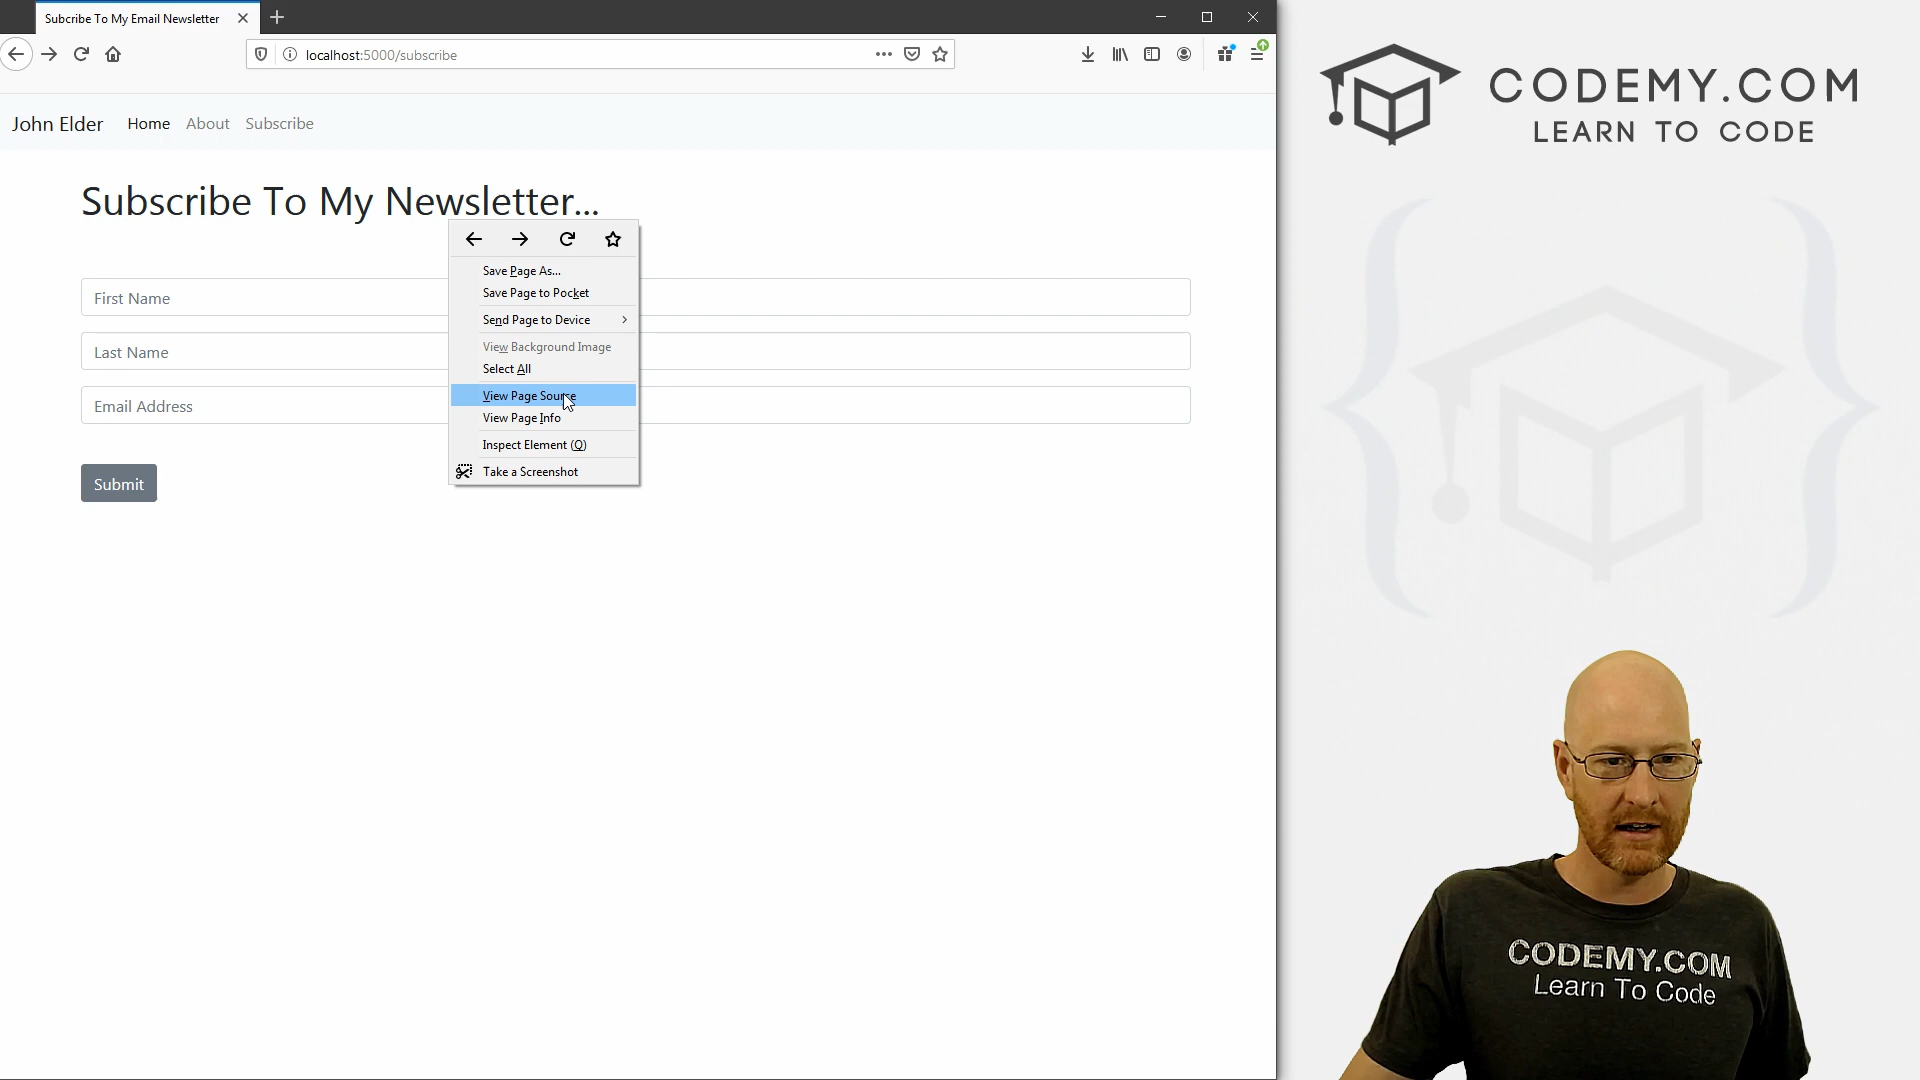 Subcribe To My Email Newsletter
localhost:5000/subscribe
John Elder
Home
About
Subscribe
Subscribe To My Newsletter...
First Name
Last Name
Email Address
Submit
Save Page As...
Save Page to Pocket
Send Page to Device
View Background Image
Select All
View Page Source
View Page Info
Inspect Element (Q)
Take a Screenshot
CODEMY.COM
LEARN TO CODE
CODEMY.COM
Learn To Code